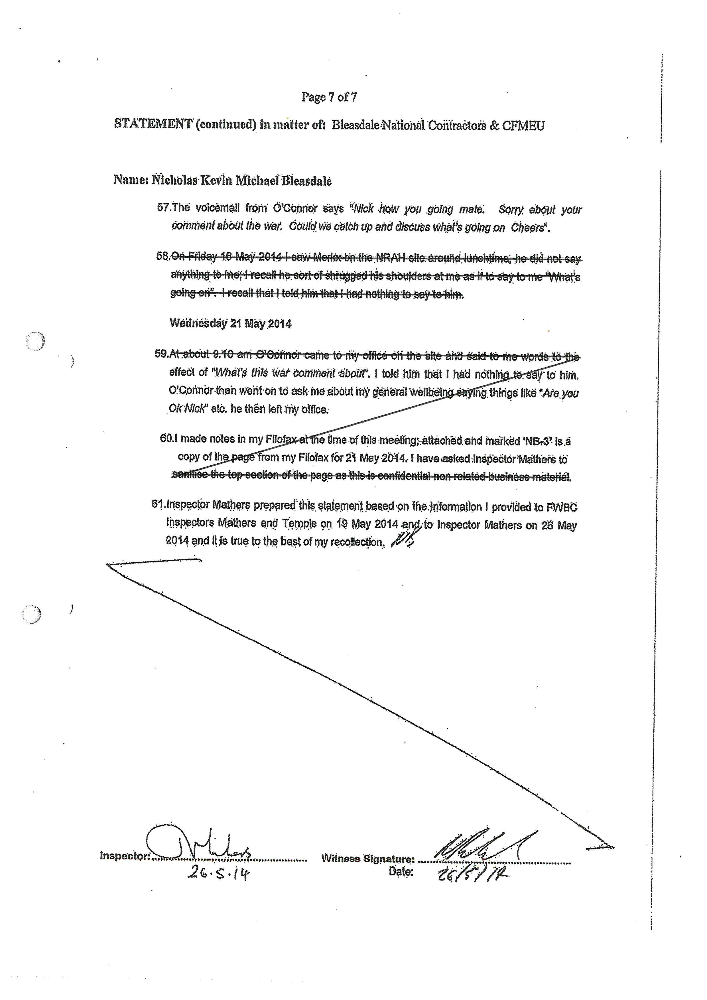 Page 7 of 7
STATEMENT (continued) in matter of: Bleasdale National Contractors & CFMEU
Name: Nicholas Kevin Michael Bleasdale
57.The voicemail from O'Connor says "Nick how you going mate. Sorry about your
comment about the war. Could we catch up and discuss what's going on Cheers".
58.On Friday 16 May 2014 I saw Merkx on the NRAH site around lunchtime, he did not say
anything to me, I recall he sort of shrugged his shoulders at me as if to say to me "What's
going on". I recall that I told him that I had nothing to say to him.
Wednesday 21 May 2014
59.At about 9.10 am O'Connor came to my office on the site and said to me words to the
effect of "What's this war comment about". I told him that I had nothing to say to him.
O'Connor then went on to ask me about my general wellbeing saying things like "Are you
Ok Nick" etc. he then left my office.
60.I made notes in my Filofax at the time of this meeting; attached and marked 'NB-3' is a
copy of the page from my Filofax for 21 May 2014. I have asked Inspector Mathers to
sanitise the top section of the page as this is confidential non related business material.
61.Inspector Mathers prepared this statement based on the information I provided to FWBC
Inspectors Mathers and Temple on 19 May 2014 and to Inspector Mathers on 26 May
2014 and it is true to the best of my recollection.
Inspector: Mathers
Witness Signature:
26.5.14
Date: 26/5/14